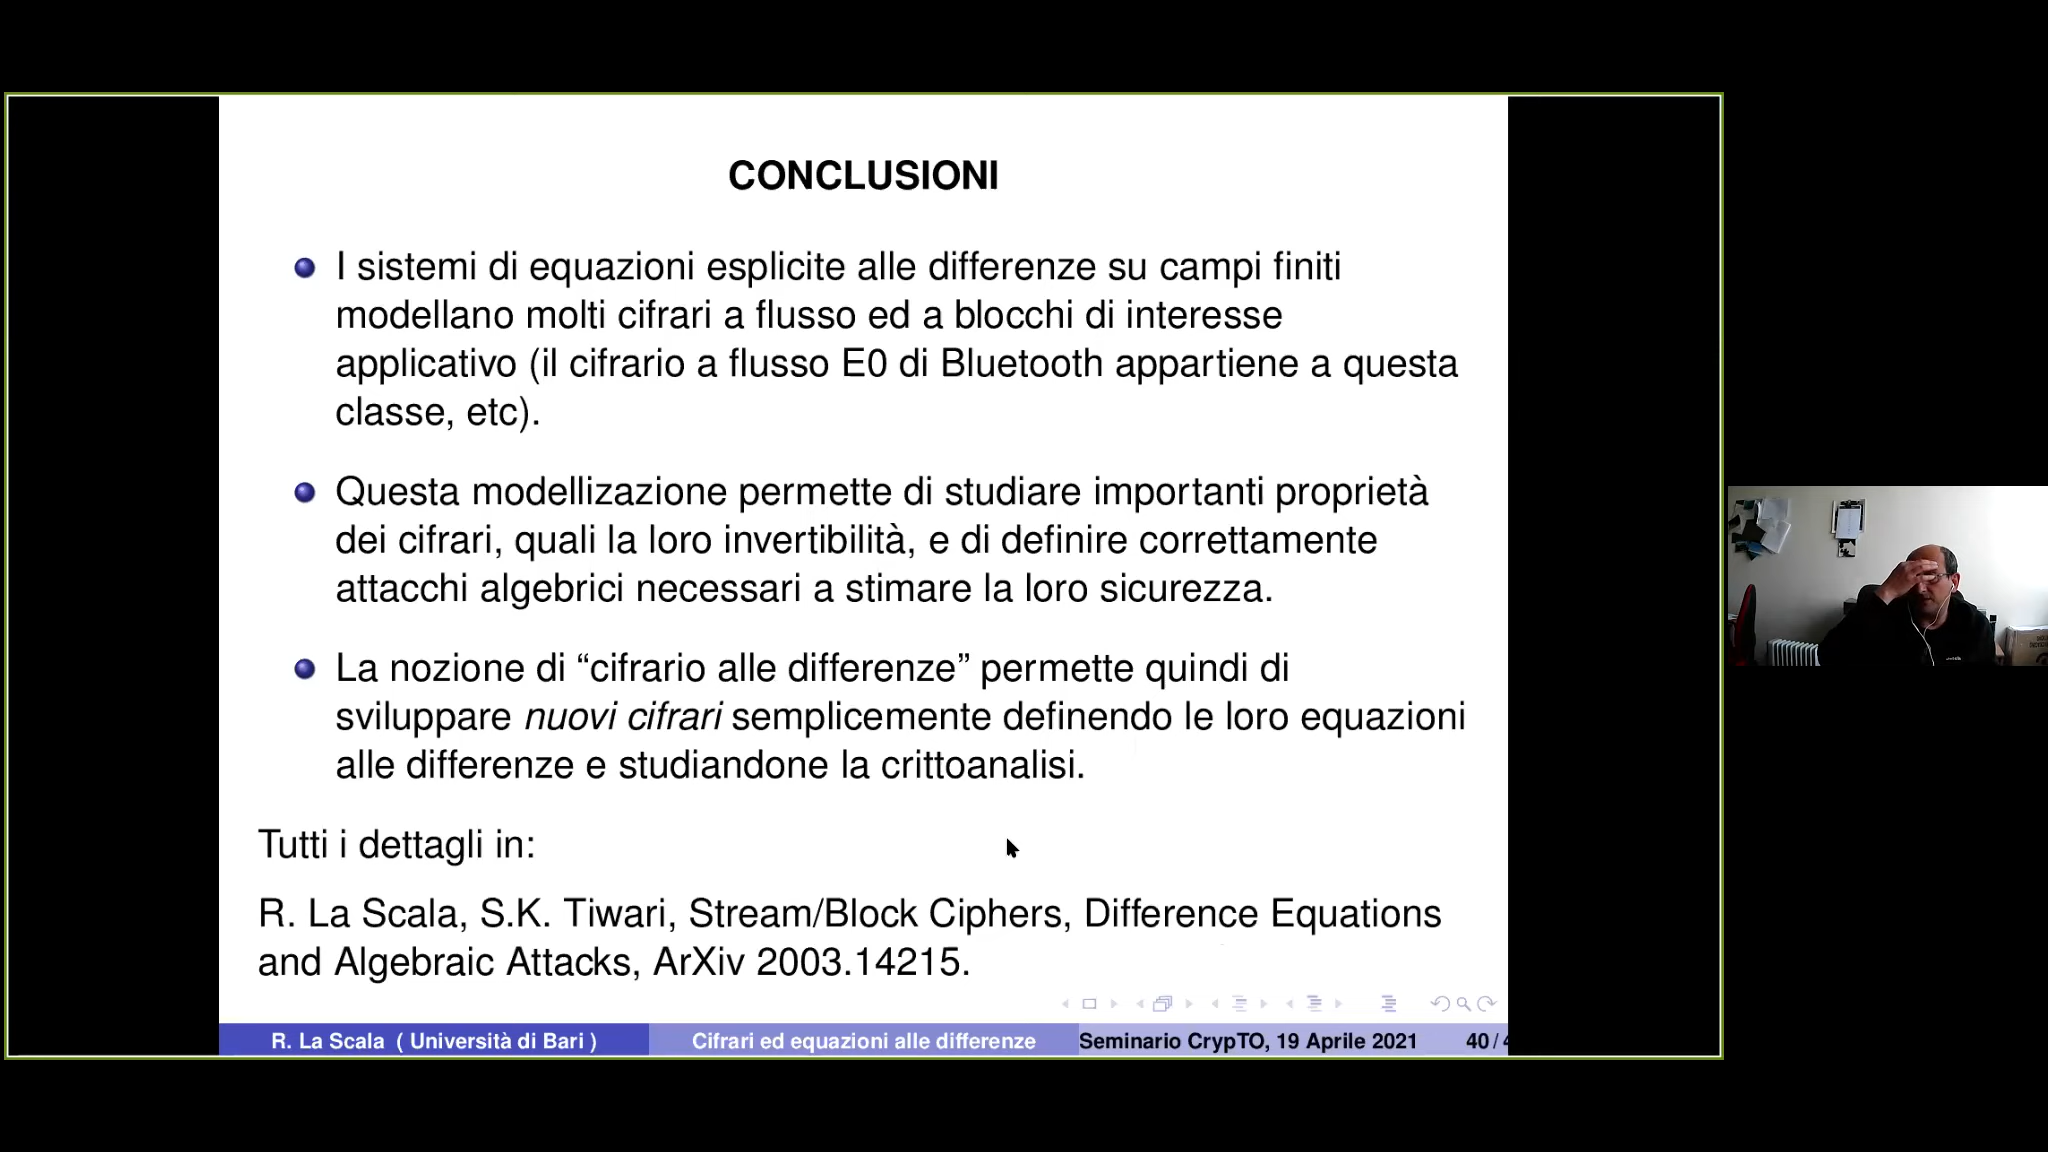 CONCLUSIONI
I sistemi di equazioni esplicite alle differenze su campi finiti
modellano molti cifrari a flusso ed a blocchi di interesse
applicativo (il cifrario a flusso E0 di Bluetooth appartiene a questa
classe, etc).
Questa modellizazione permette di studiare importanti proprietà
dei cifrari, quali la loro invertibilità, e di definire correttamente
attacchi algebrici necessari a stimare la loro sicurezza.
La nozione di “cifrario alle differenze” permette quindi di
sviluppare nuovi cifrari semplicemente definendo le loro equazioni
alle differenze e studiandone la crittoanalisi.
Tutti i dettagli in:
R. La Scala, S.K. Tiwari, Stream/Block Ciphers, Difference Equations
and Algebraic Attacks, ArXiv 2003.14215.
R. La Scala ( Università di Bari ) Cifrari ed equazioni alle differenze Seminario CrypTO, 19 Aprile 2021 40 /